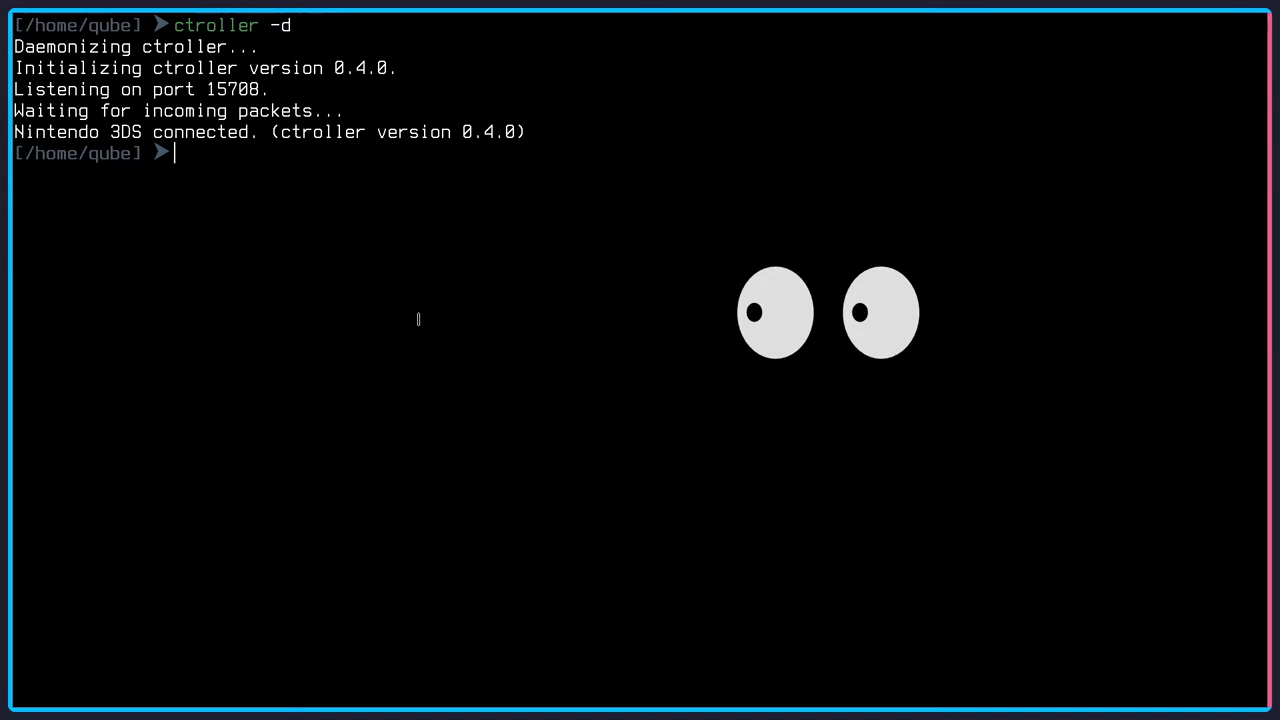 [/home/qube] ➤ctroller -d
Daemonizing ctroller...
Initializing ctroller version 0.4.0.
Listening on port 15708.
Waiting for incoming packets...
Nintendo 3DS connected. (ctroller version 0.4.0)
[/home/qube] ➤